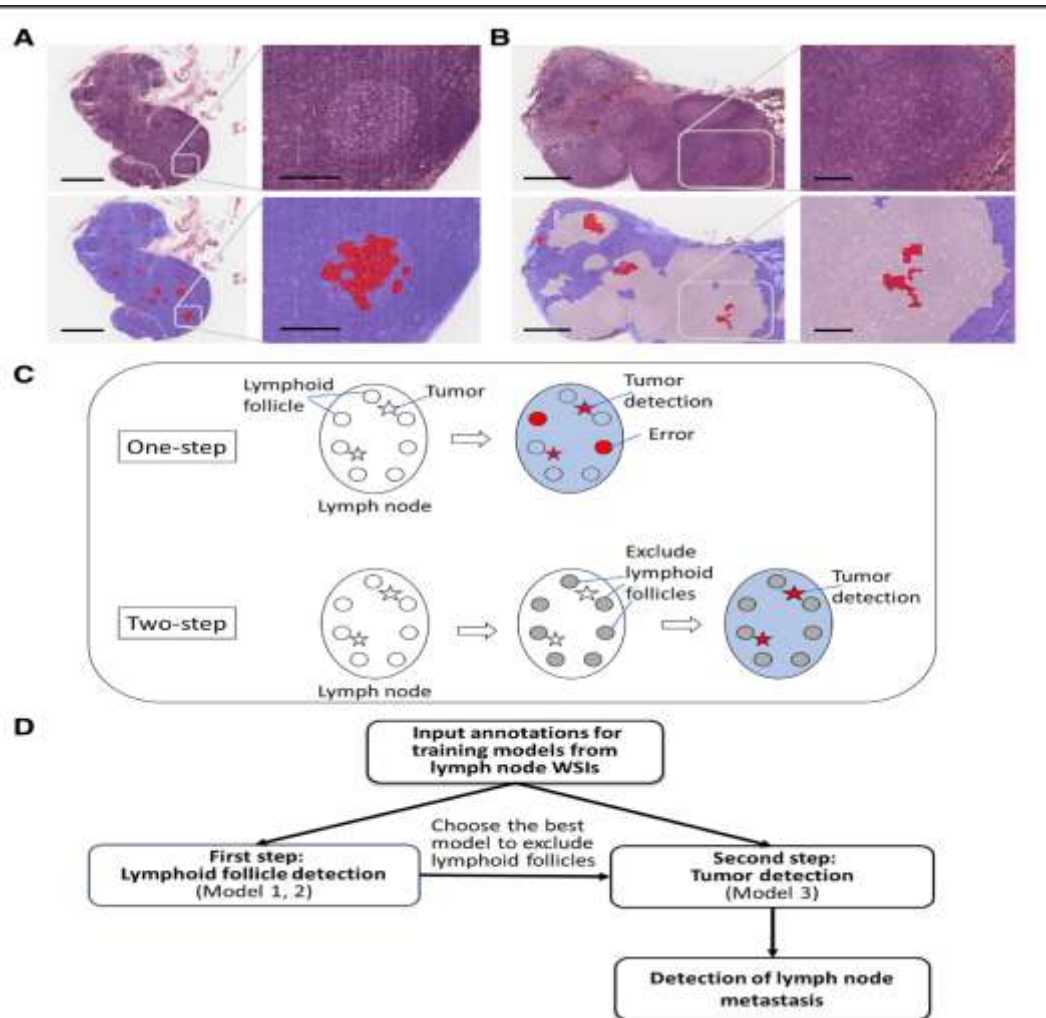 A
B
C
Lymphoid
follicle
Tumor
Tumor
detection
Error
One-step
Lymph node
Exclude
lymphoid
follicles
Tumor
detection
Two-step
Lymph node
D
Input annotations for
training models from
lymph node WSIs
Choose the best
model to exclude
lymphoid follicles
First step:
Lymphoid follicle detection
(Model 1, 2)
Second step:
Tumor detection
(Model 3)
Detection of lymph node
metastasis